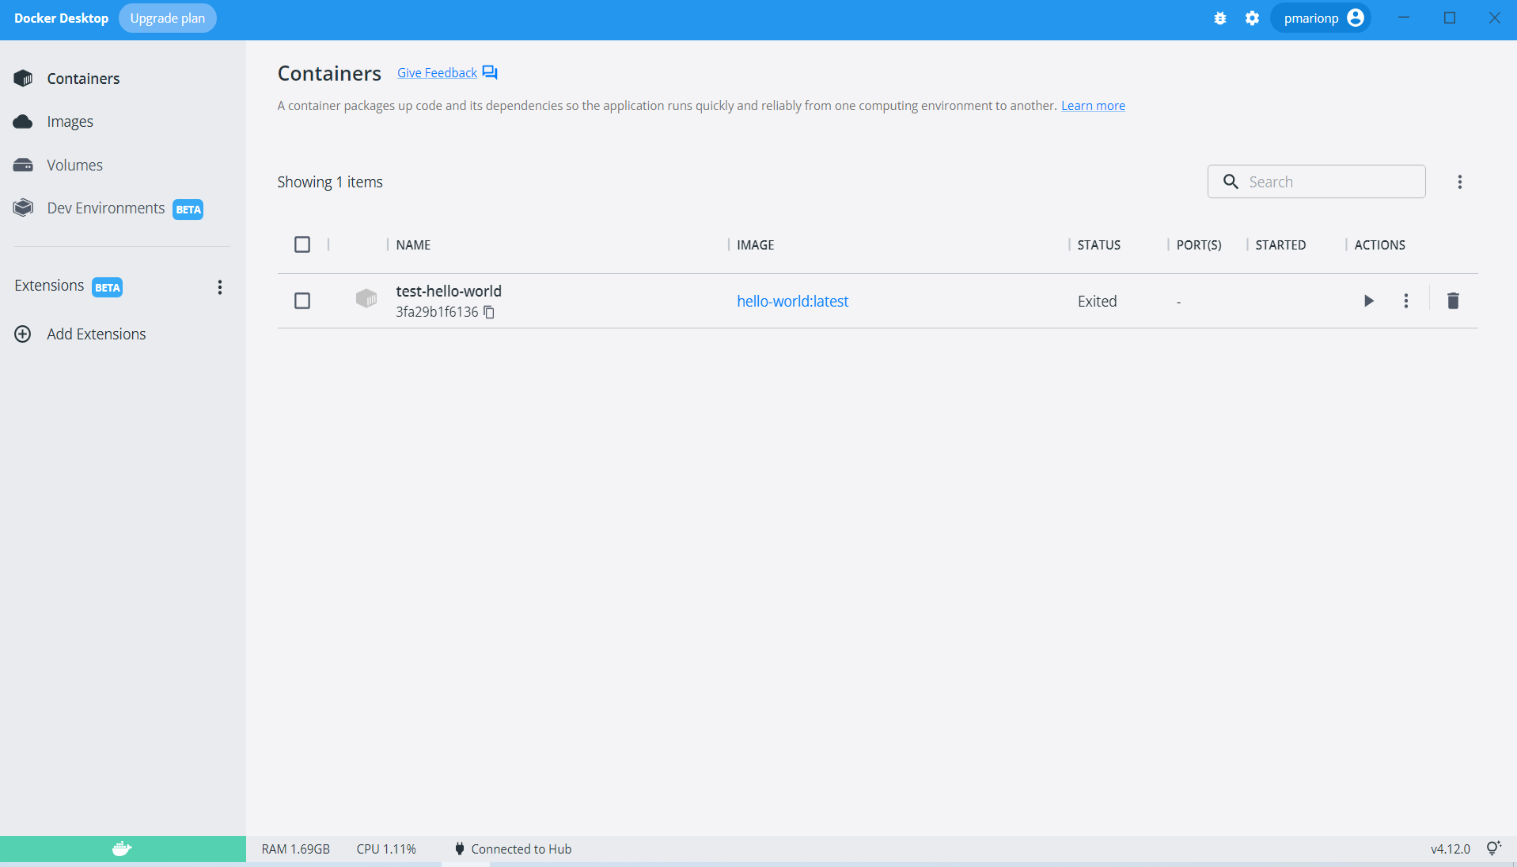 Docker Desktop Upgrade plan pmarionp
Containers
Images
Volumes
Dev Environments BETA
Extensions BETA
Add Extensions
Containers Give Feedback
A container packages up code and its dependencies so the application runs quickly and reliably from one computing environment to another. Learn more
Showing 1 items Search
NAME IMAGE STATUS PORT(S) STARTED ACTIONS
test-hello-world hello-world:latest Exited -
3fa29b1f6136
RAM 1.69GB CPU 1.11% Connected to Hub v4.12.0